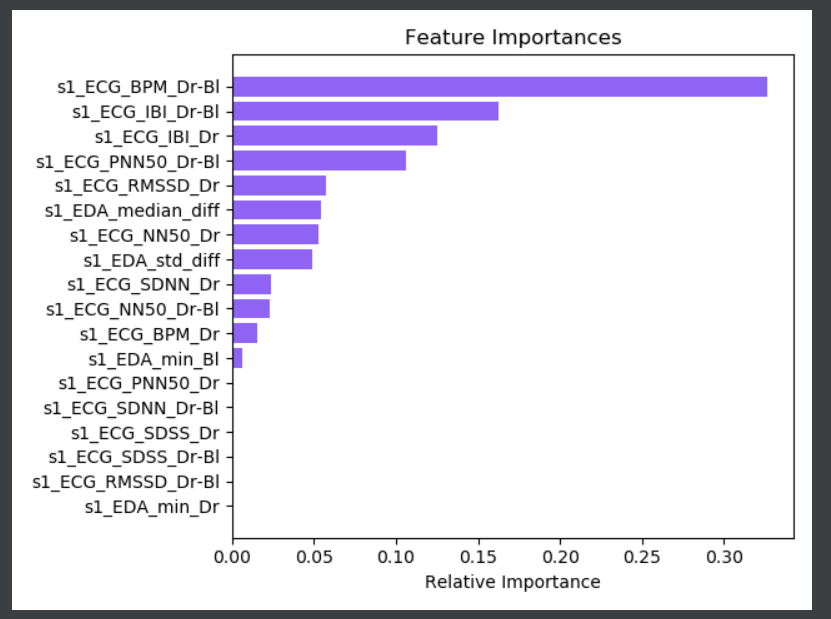 Feature Importances
s1_ECG_BPM_Dr-Bl
s1_ECG_IBI_Dr-Bl
s1_ECG_IBI_Dr
s1_ECG_PNN50_Dr-Bl
s1_ECG_RMSSD_Dr
s1_EDA_median_diff
s1_ECG_NN50_Dr
s1_EDA_std_diff
s1_ECG_SDNN_Dr
s1_ECG_NN50_Dr-Bl
s1_ECG_BPM_Dr
s1_EDA_min_Bl
s1_ECG_PNN50_Dr
s1_ECG_SDNN_Dr-Bl
s1_ECG_SDSS_Dr
s1_ECG_SDSS_Dr-Bl
s1_ECG_RMSSD_Dr-Bl
s1_EDA_min_Dr
0.00 0.05 0.10 0.15 0.20 0.25 0.30
Relative Importance